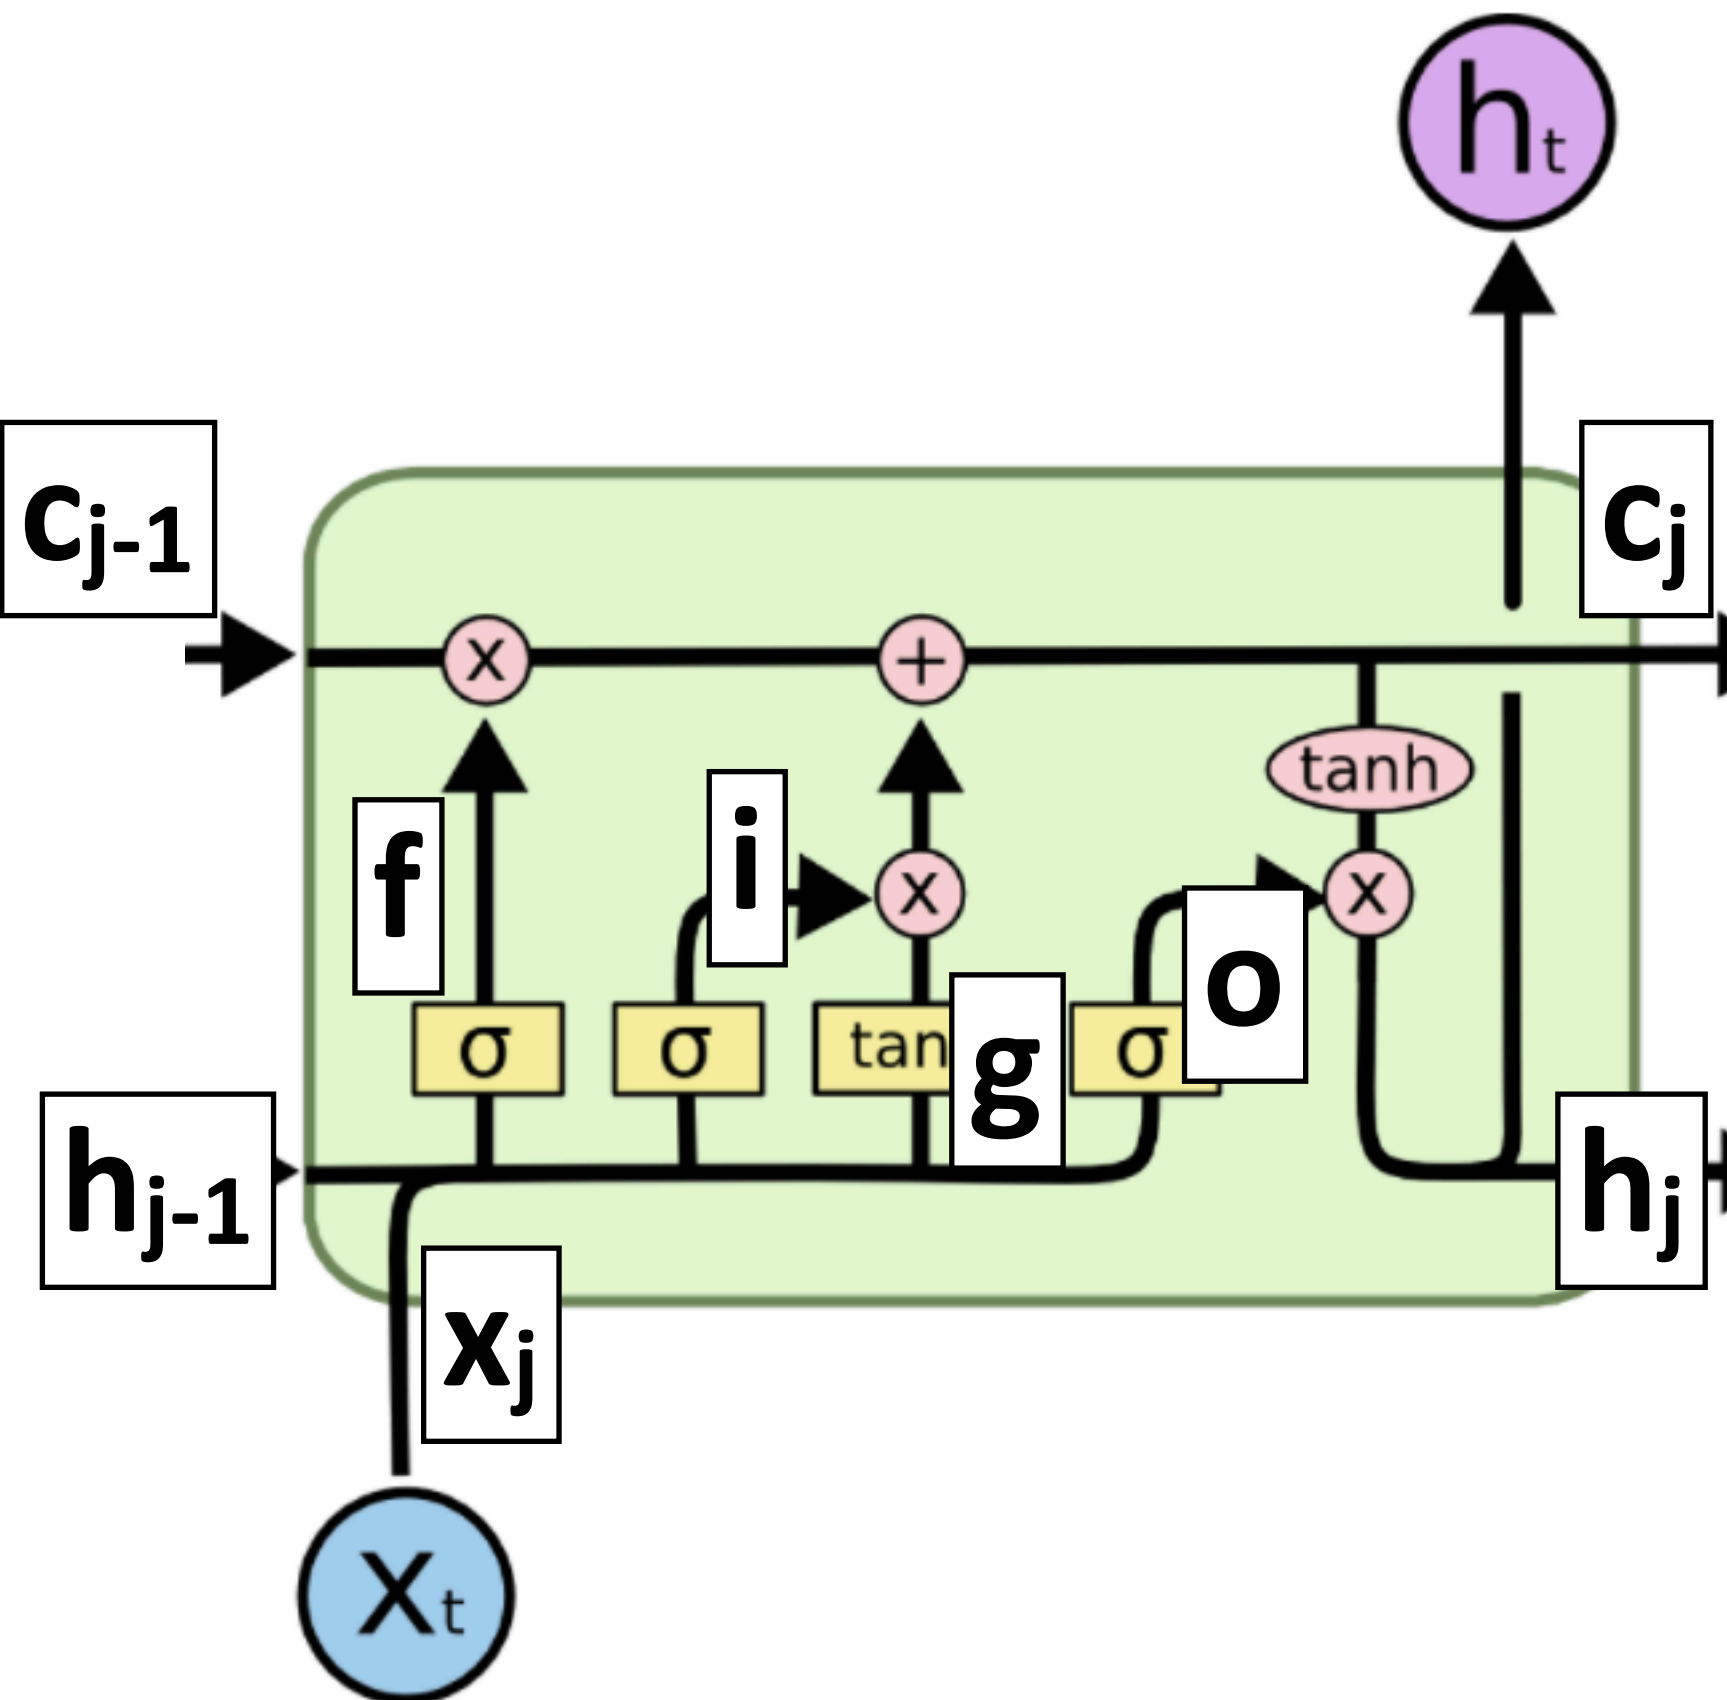 ht
cj-1
cj
x
+
tanh
f
i
x
x
o
σ
σ
tan
g
σ
hj-1
hj
xj
xt